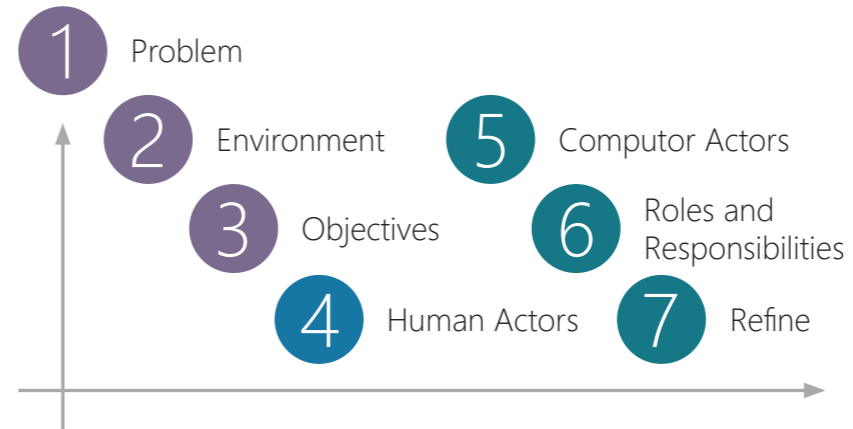 1 Problem
2 Environment
3 Objectives
4 Human Actors
5 Computor Actors
6 Roles and
Responsibilities
7 Refine